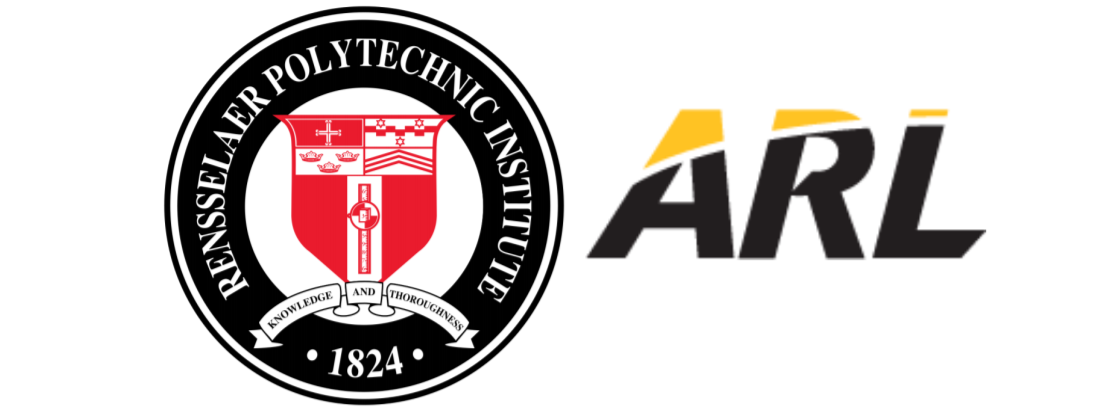 RENSSELAER POLYTECHNIC INSTITUTE
KNOWLEDGE AND THOROUGHNESS
• 1824 •
ARL